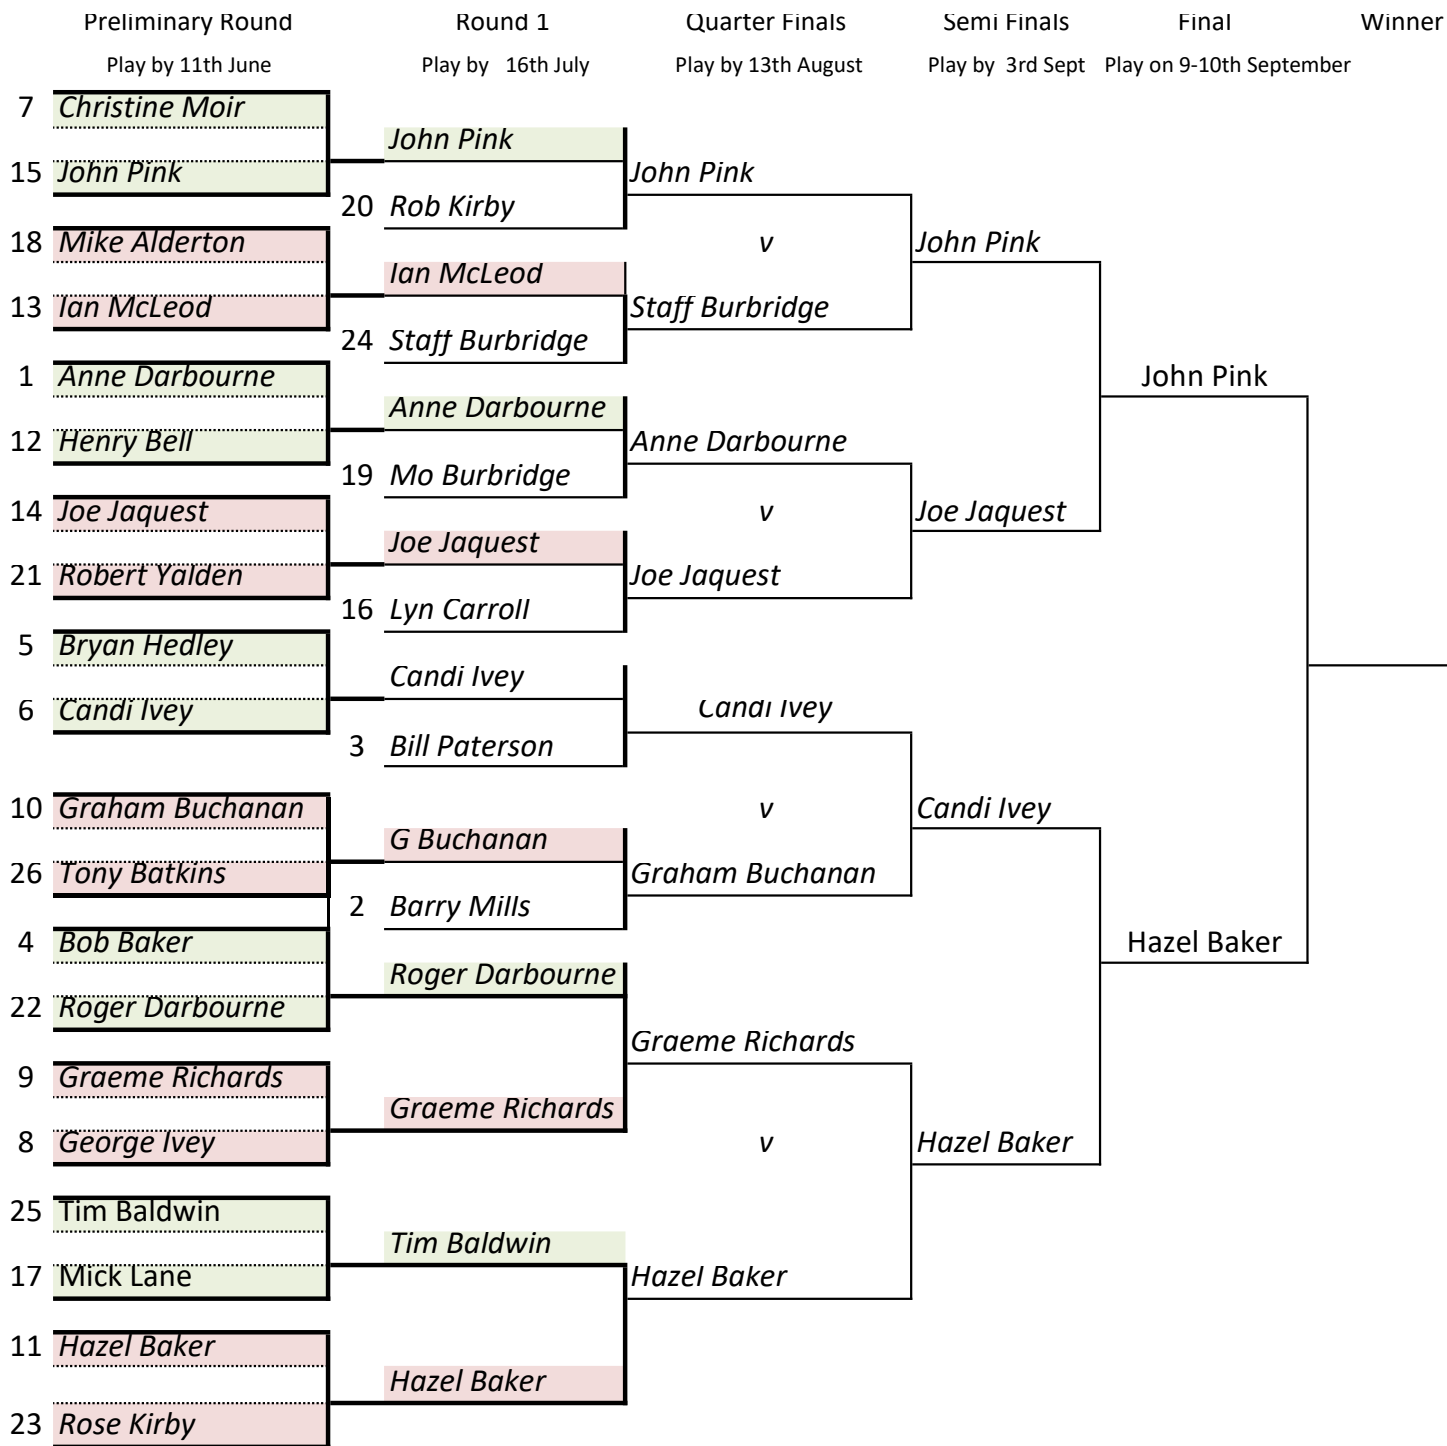 Preliminary Round Round 1 Quarter Finals Semi Finals Final Winner
Play by 11th June Play by 16th July Play by 13th August Play by 3rd Sept Play on 9-10th September
7 Christine Moir
John Pink
15 John Pink John Pink
20 Rob Kirby
18 Mike Alderton v John Pink
Ian McLeod
13 Ian McLeod Staff Burbridge
24 Staff Burbridge
1 Anne Darbourne John Pink
Anne Darbourne
12 Henry Bell Anne Darbourne
19 Mo Burbridge
14 Joe Jaquest v Joe Jaquest
Joe Jaquest
21 Robert Yalden Joe Jaquest
16 Lyn Carroll
5 Bryan Hedley
Candi Ivey
6 Candi Ivey Candi Ivey
3 Bill Paterson
10 Graham Buchanan v Candi Ivey
G Buchanan
26 Tony Batkins Graham Buchanan
2 Barry Mills
4 Bob Baker Hazel Baker
Roger Darbourne
22 Roger Darbourne
Graeme Richards
9 Graeme Richards
Graeme Richards
8 George Ivey v Hazel Baker
25 Tim Baldwin
Tim Baldwin
17 Mick Lane Hazel Baker
11 Hazel Baker
Hazel Baker
23 Rose Kirby